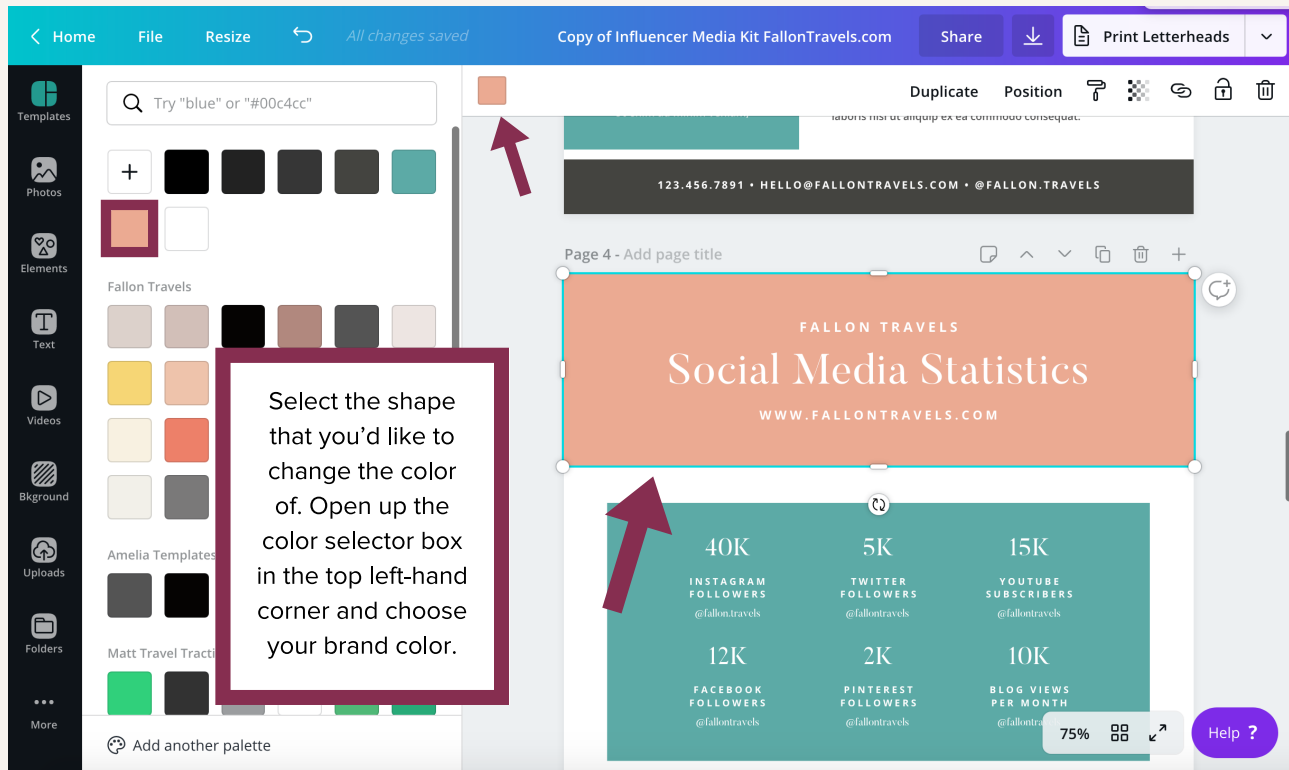 Home File Resize All changes saved Copy of Influencer Media Kit FallonTravels.com Share Print Letterheads
Templates
Photos
Elements
Text
Videos
Bkground
Uploads
Folders
More
Try "blue" or "#00c4cc"
Fallon Travels
Amelia Templates
Matt Travel Tracti
Add another palette
Select the shape
that you’d like to
change the color
of. Open up the
color selector box
in the top left-hand
corner and choose
your brand color.
Duplicate Position
laboris nisi ut aliquip ex ea commodo consequat.
123.456.7891 • HELLO@FALLONTRAVELS.COM • @FALLON.TRAVELS
Page 4 - Add page title
FALLON TRAVELS
Social Media Statistics
WWW.FALLONTRAVELS.COM
40K 5K 15K
INSTAGRAM TWITTER YOUTUBE
FOLLOWERS FOLLOWERS SUBSCRIBERS
@fallon.travels @fallontravels @fallontravels
12K 2K 10K
FACEBOOK PINTEREST BLOG VIEWS
FOLLOWERS FOLLOWERS PER MONTH
@fallontravels @fallontravels @fallontra
75% Help ?